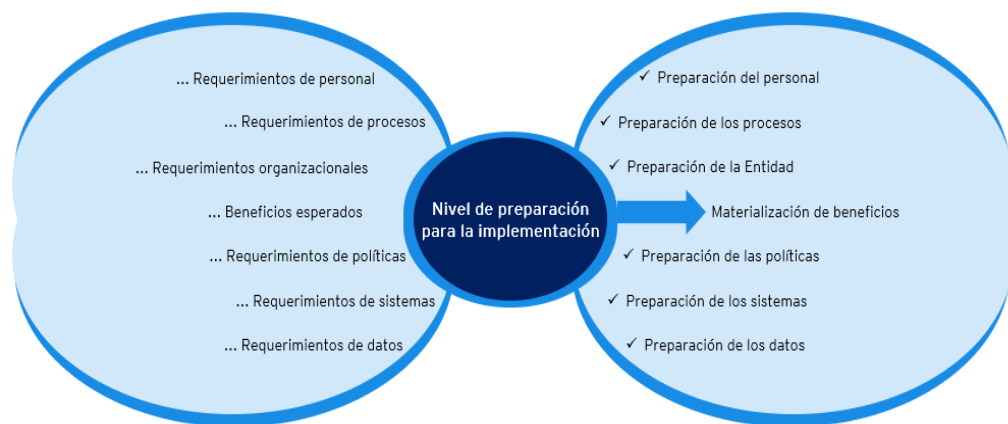 ... Requerimientos de personal
... Requerimientos de procesos
... Requerimientos organizacionales
... Beneficios esperados
... Requerimientos de políticas
... Requerimientos de sistemas
... Requerimientos de datos
Nivel de preparación
para la implementación
✓ Preparación del personal
✓ Preparación de los procesos
✓ Preparación de la Entidad
Materialización de beneficios
✓ Preparación de las políticas
✓ Preparación de los sistemas
✓ Preparación de los datos